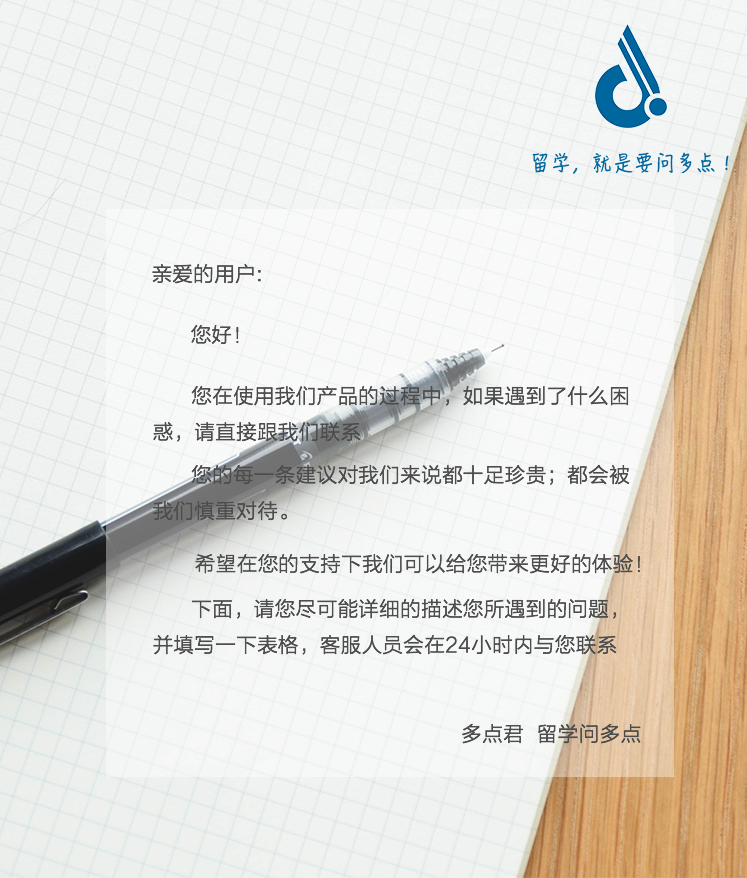 留学，就是要问多点！
亲爱的用户:
您好！
您在使用我们产品的过程中，如果遇到了什么困
惑，请直接跟我们联系
您的每一条建议对我们来说都十足珍贵；都会被
我们慎重对待。
希望在您的支持下我们可以给您带来更好的体验！
下面，请您尽可能详细的描述您所遇到的问题，
并填写一下表格，客服人员会在24小时内与您联系
多点君 留学问多点